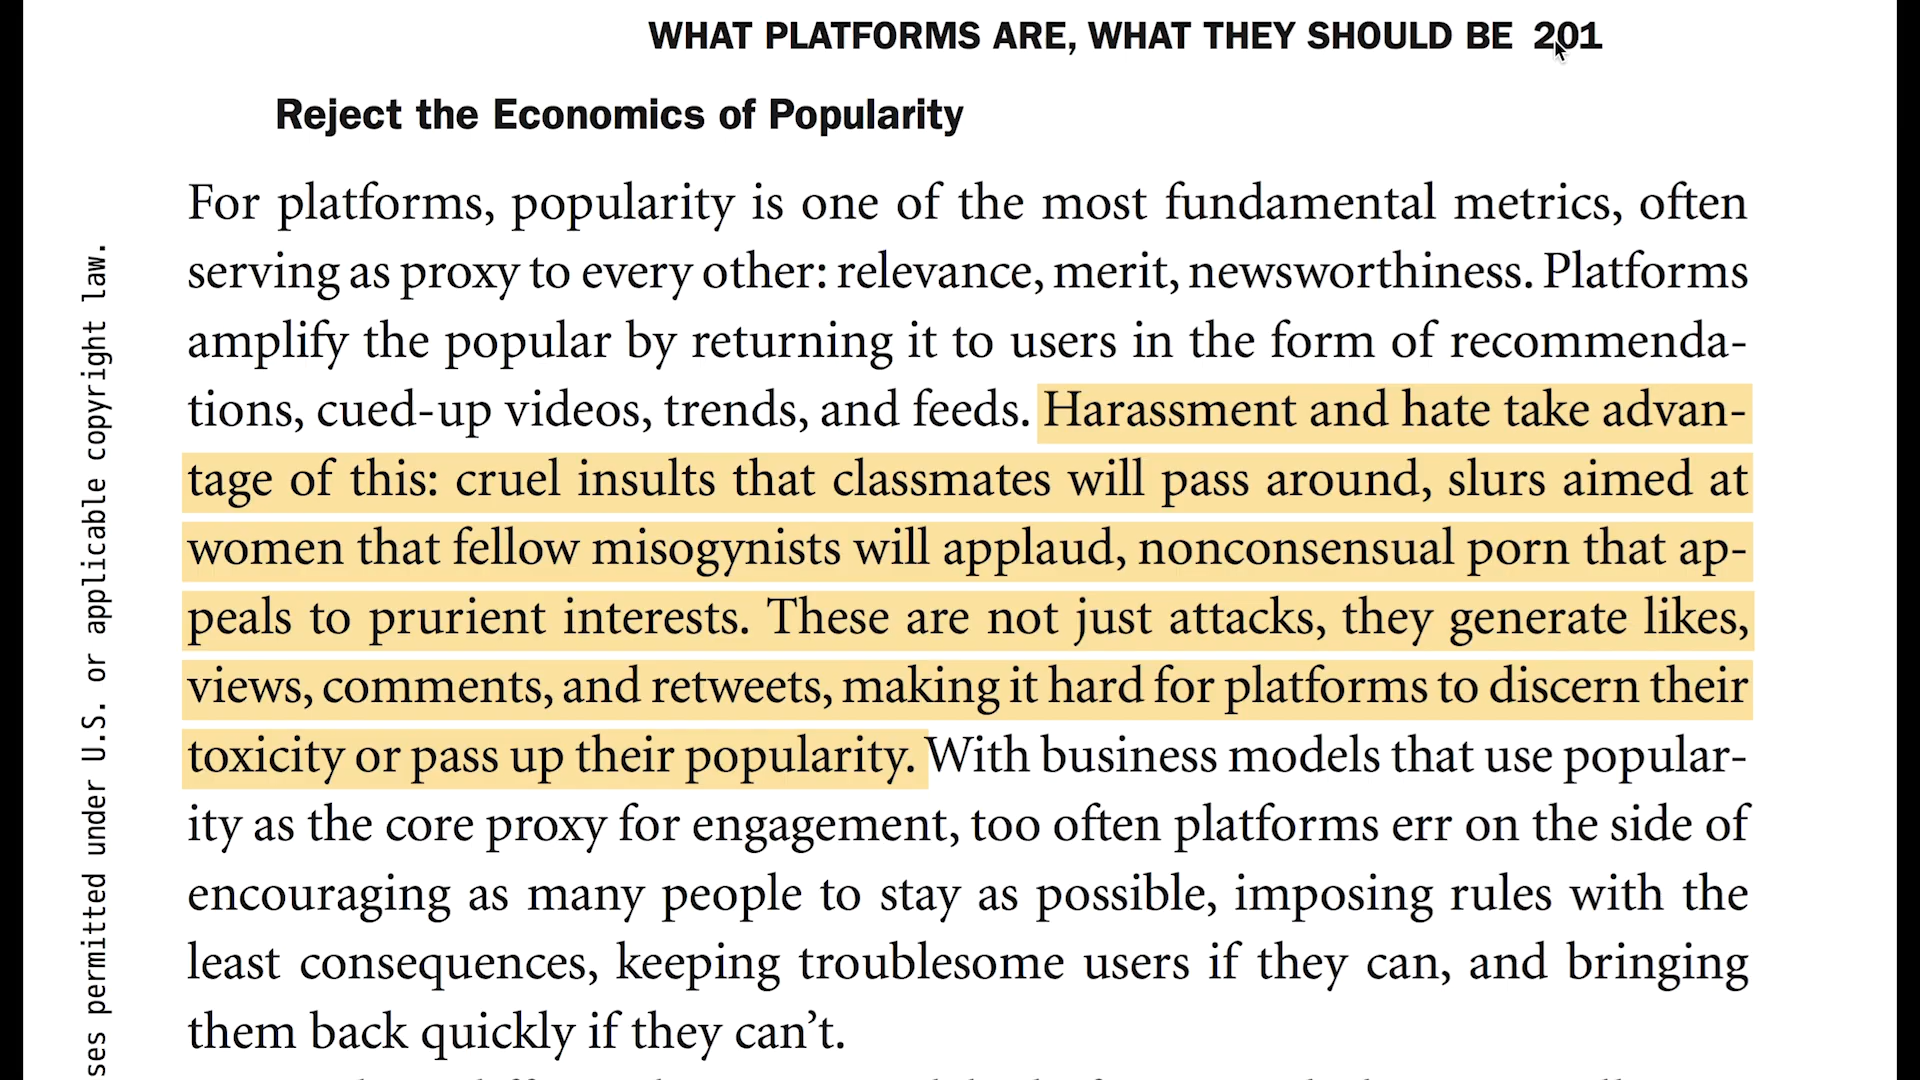 WHAT PLATFORMS ARE, WHAT THEY SHOULD BE 201
Reject the Economics of Popularity
For platforms, popularity is one of the most fundamental metrics, often
serving as proxy to every other: relevance, merit, newsworthiness. Platforms
amplify the popular by returning it to users in the form of recommenda-
tions, cued-up videos, trends, and feeds. Harassment and hate take advan-
tage of this: cruel insults that classmates will pass around, slurs aimed at
women that fellow misogynists will applaud, nonconsensual porn that ap-
peals to prurient interests. These are not just attacks, they generate likes,
views, comments, and retweets, making it hard for platforms to discern their
toxicity or pass up their popularity. With business models that use popular-
ity as the core proxy for engagement, too often platforms err on the side of
encouraging as many people to stay as possible, imposing rules with the
least consequences, keeping troublesome users if they can, and bringing
them back quickly if they can’t.
ses permitted under U.S. or applicable copyright law.